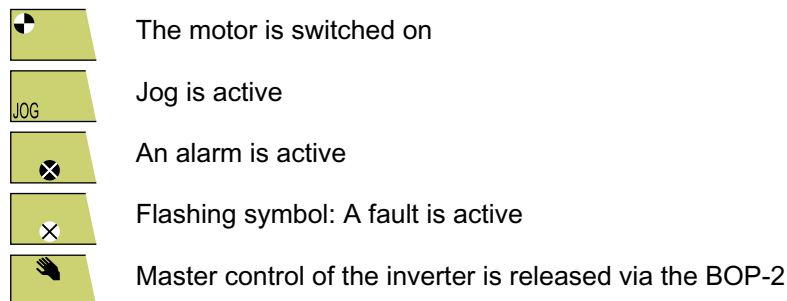 The motor is switched on
JOG
Jog is active
An alarm is active
Flashing symbol: A fault is active
Master control of the inverter is released via the BOP-2